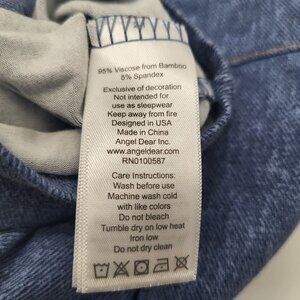 95% Viscose from Bamboo
5% Spandex
Exclusive of decoration
Not intended for
use as sleepwear
Keep away from fire
Designed in USA
Made in China
Angel Dear Inc.
www.angeldear.com
RN0100587
Care Instructions:
Wash before use
Machine wash cold
with like colors
Do not bleach
Tumble dry on low heat
Iron low
Do not dry clean